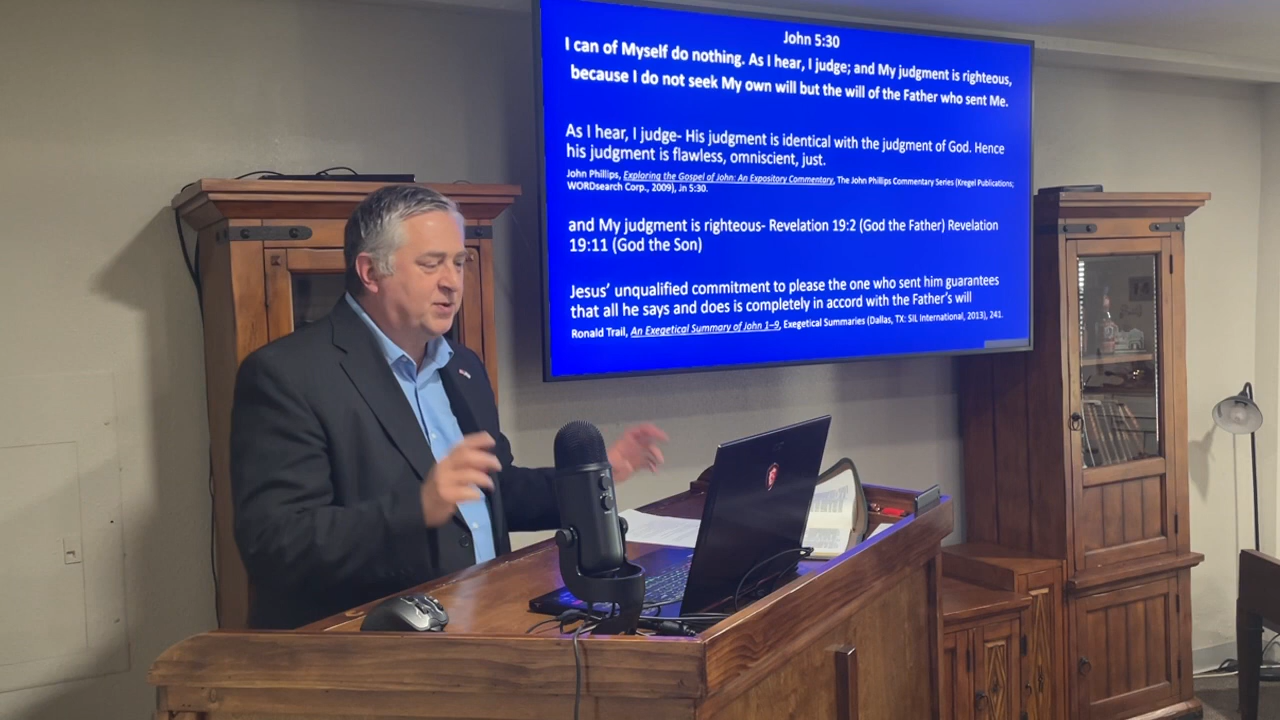 John 5:30
I can of Myself do nothing. As I hear, I judge; and My judgment is righteous,
because I do not seek My own will but the will of the Father who sent Me.
As I hear, I judge- His judgment is identical with the judgment of God. Hence
his judgment is flawless, omniscient, just.
John Phillips, Exploring the Gospel of John: An Expository Commentary, The John Phillips Commentary Series (Kregel Publications;
WORDsearch Corp., 2009), Jn 5:30.
and My judgment is righteous- Revelation 19:2 (God the Father) Revelation
19:11 (God the Son)
Jesus’ unqualified commitment to please the one who sent him guarantees
that all he says and does is completely in accord with the Father’s will
Ronald Trail, An Exegetical Summary of John 1–9, Exegetical Summaries (Dallas, TX: SIL International, 2013), 241.